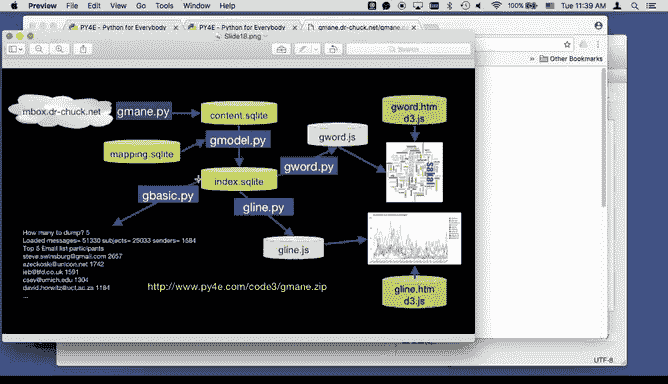 Preview File Edit View Go Tools Window Help
100% Tue 11:39 AM
PY4E - Python for Everybody
PY4E - Python for Everybody
gmane.dr-chuck.net/gmane.
Slide18.png
Search
Other Bookmarks
mbox.dr-chuck.net
gmane.py
content.sqlite
gword.htm
d3.js
mapping.sqlite
gmodel.py
gword.js
index.sqlite
gword.py
gbasic.py
gline.py
gline.js
How many to dump? 5
Loaded messages= 51330 subjects= 25033 senders= 1584
Top 5 Email list participants
steve.swinsburg@gmail.com 2657
azeckoski@unicon.net 1742
ieb@tfd.co.uk 1591
csev@umich.edu 1304
david.horwitz@uct.ac.za 1184
...
http://www.py4e.com/code3/gmane.zip
gline.htm
d3.js
UTF-8